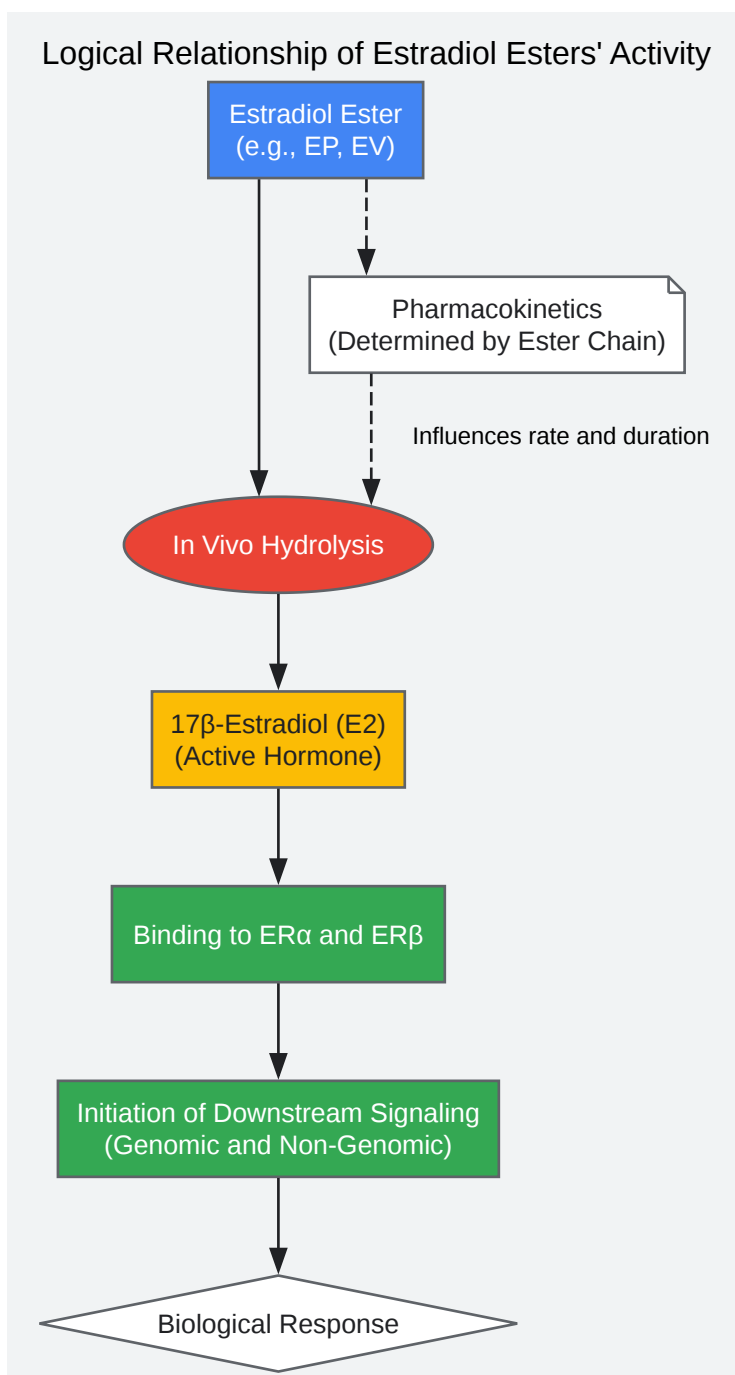 Logical Relationship of Estradiol Esters' Activity
Estradiol Ester
(e.g., EP, EV)
Pharmacokinetics
(Determined by Ester Chain)
Influences rate and duration
In Vivo Hydrolysis
17β-Estradiol (E2)
(Active Hormone)
Binding to ERα and ERβ
Initiation of Downstream Signaling
(Genomic and Non-Genomic)
Biological Response